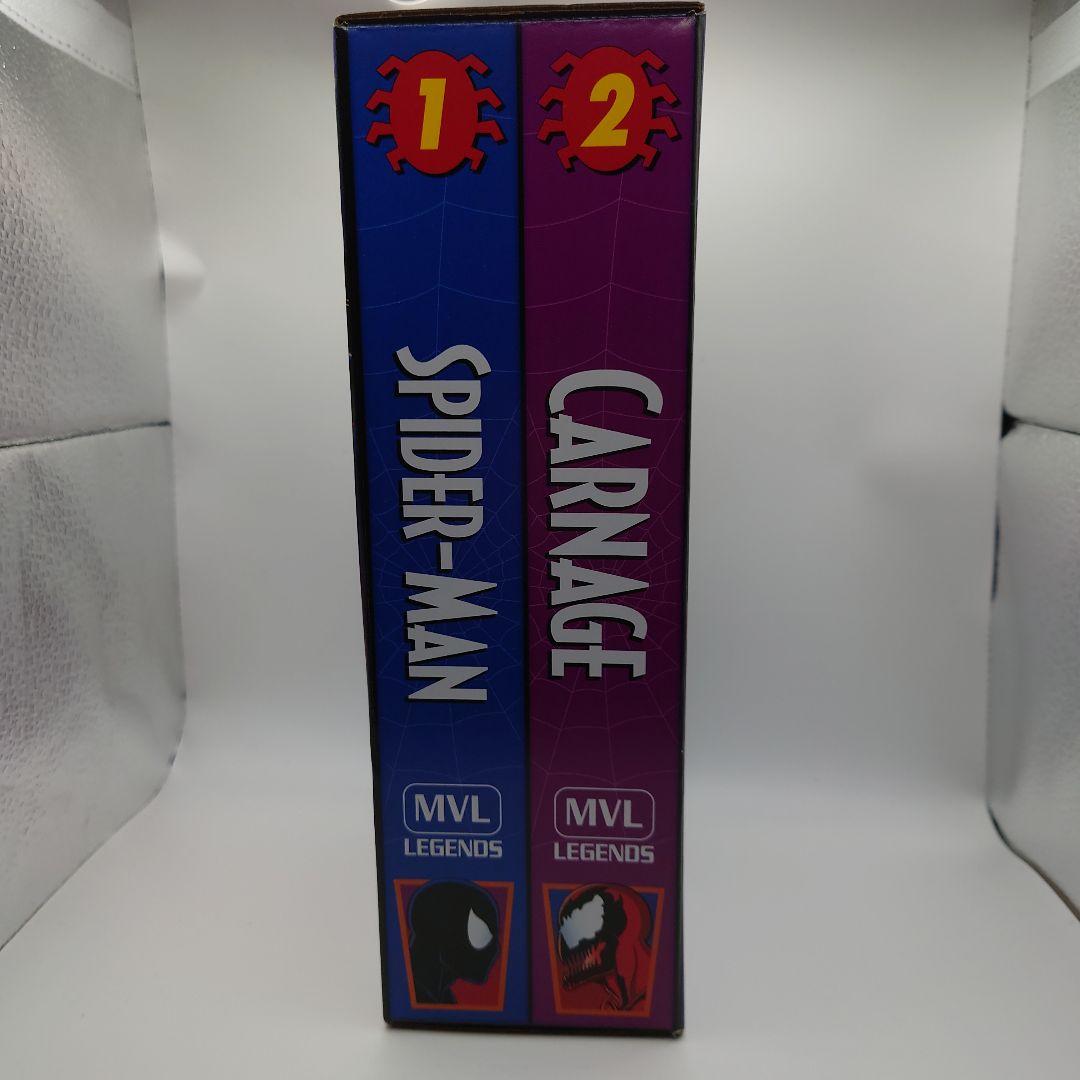 1
SPIDER-MAN
MVL
LEGENDS
2
CARNAGE
MVL
LEGENDS